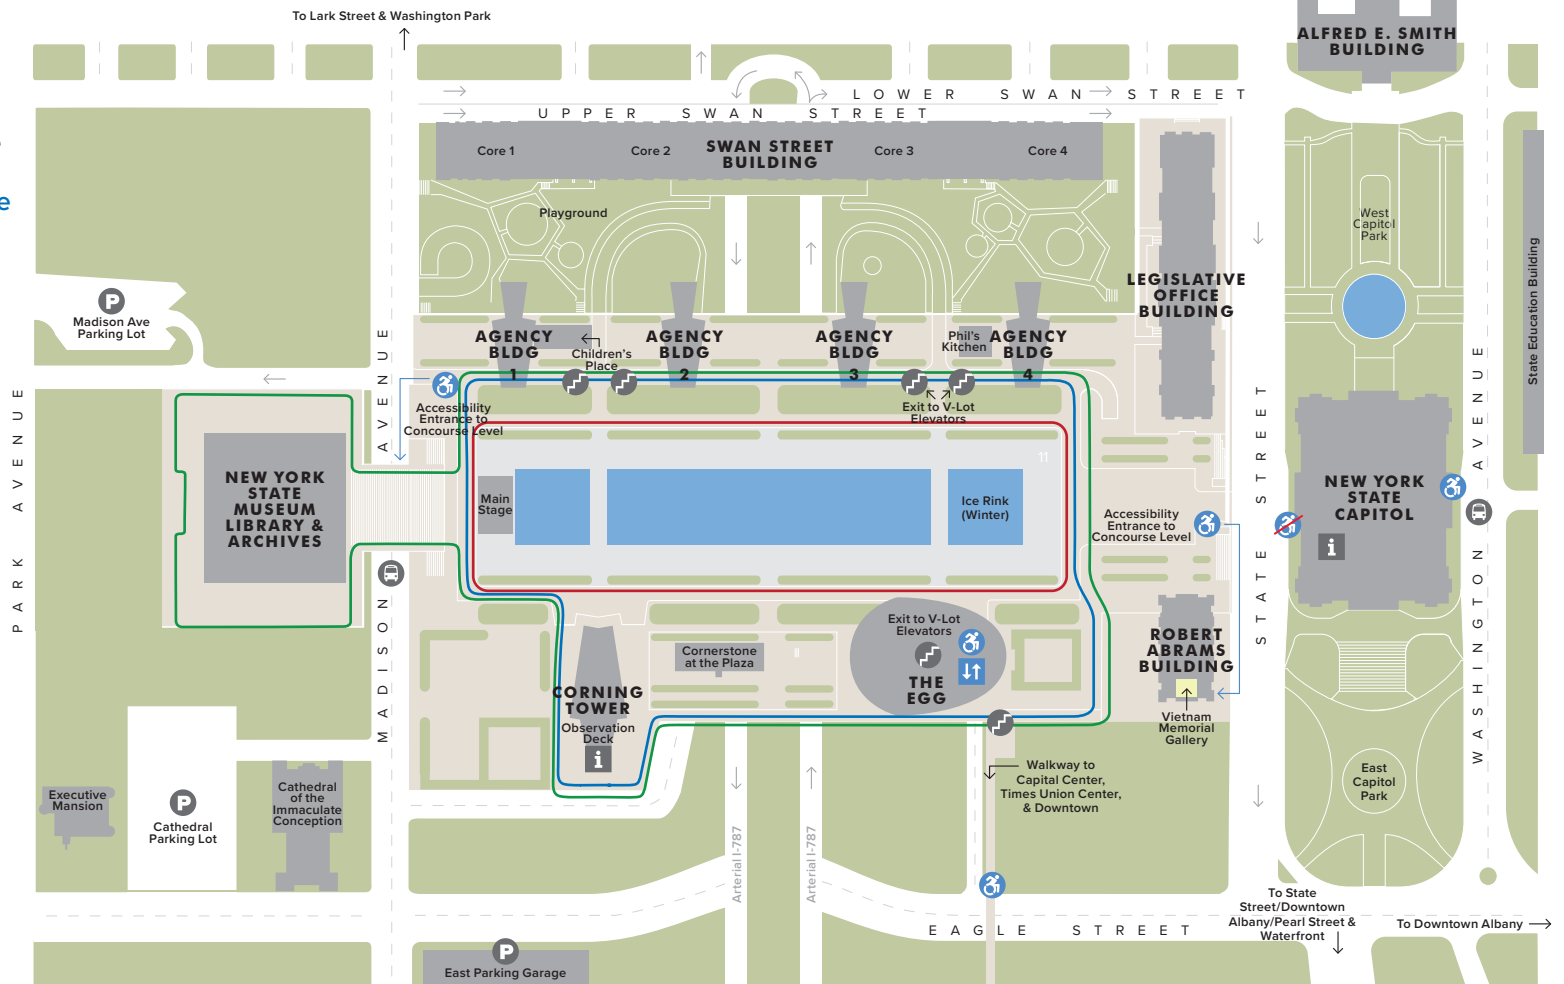 To Lark Street & Washington Park
ALFRED E. SMITH
BUILDING
LOWER SWAN STREET
UPPER SWAN STREET
Core 1
Core 2
SWAN STREET
BUILDING
Core 3
Core 4
e
Playground
West
Capitol
Park
State Education Building
LEGISLATIVE
OFFICE
BUILDING
P
Madison Ave
Parking Lot
AGENCY
BLDG
1
Children's
Place
AGENCY
BLDG
2
AGENCY
BLDG
3
Phil's
Kitchen
AGENCY
BLDG
4
Accessibility
Entrance to
Concourse Level
Exit to V-Lot
Elevators
PARK AVENUE
MADISON AVENUE
STATE STREET
WASHINGTON AVENUE
11
NEW YORK
STATE
MUSEUM
LIBRARY &
ARCHIVES
Main
Stage
Ice Rink
(Winter)
Accessibility
Entrance to
Concourse Level
NEW YORK
STATE
CAPITOL
i
Exit to V-Lot
Elevators
THE
EGG
Cornerstone
at the Plaza
ROBERT
ABRAMS
BUILDING
CORNING
TOWER
Observation
Deck
i
Vietnam
Memorial
Gallery
Walkway to
Capital Center,
Times Union Center,
& Downtown
East
Capitol
Park
Executive
Mansion
P
Cathedral
Parking Lot
Cathedral
of the
Immaculate
Conception
Arterial I-787
Arterial I-787
To State
Street/Downtown
Albany/Pearl Street &
Waterfront
To Downtown Albany
EAGLE STREET
P
East Parking Garage